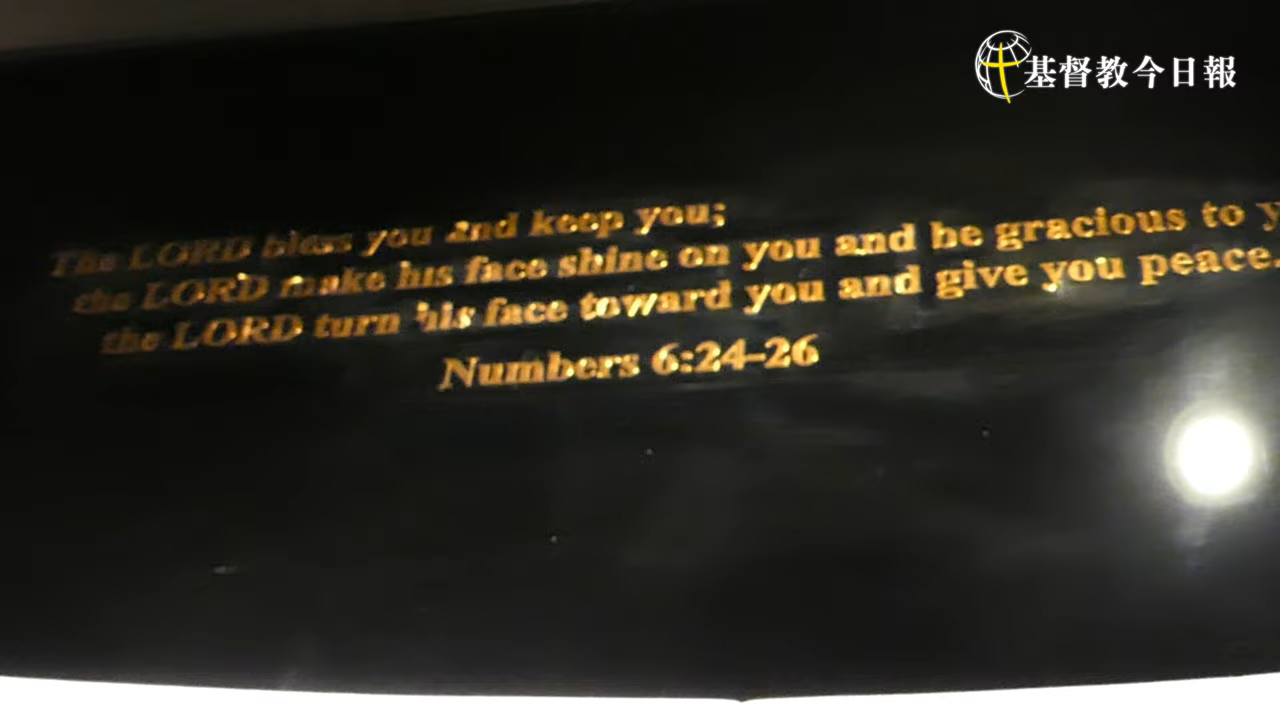 基督教今日報
The LORD bless you and keep you;
the LORD make his face shine on you and be gracious to y
the LORD turn his face toward you and give you peace.
Numbers 6:24-26